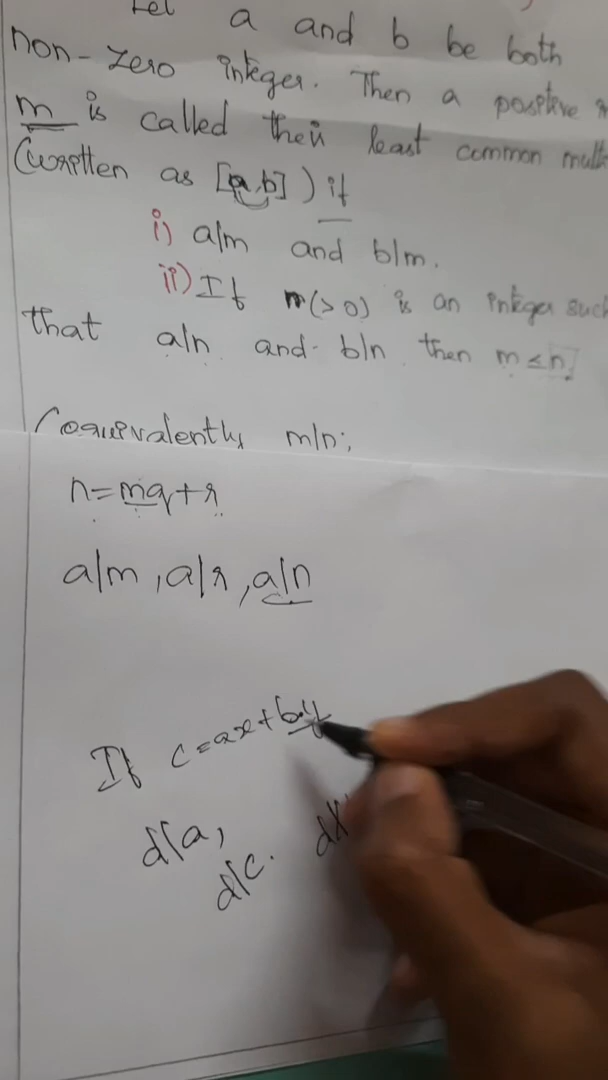 Let a and b be both
non-zero integer. Then a positive
m is called their least common
(written as [a,b]) if
i) a/m and b/m.
ii) If m(>0) is an integer such
that a/n and b/n then m≤n.
(equivalently m/n;
n=mq+r
a/m, a/r, a/n
If c=ax+by
d/a,
d/c.